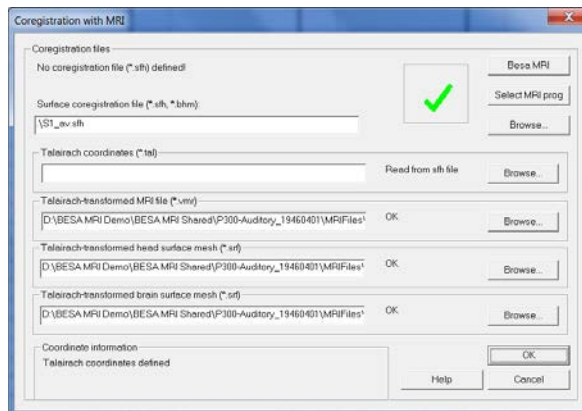 Coregistration with MRI
Coregistration files
No coregistration file (*.sfh) defined!
Besa MRI
Select MRI prog
Surface coregistration file (*.sfh, *.bhm):
\S1_av.sfh
Browse...
Talairach coordinates (*.tal)
Read from sfh file
Browse...
Talairach-transformed MRI file (*.vmr)
D:\BESA MRI Demo\BESA MRI Shared\P300-Auditory_19460401\MRIFiles\
OK
Browse...
Talairach-transformed head surface mesh (*.srf)
D:\BESA MRI Demo\BESA MRI Shared\P300-Auditory_19460401\MRIFiles\
OK
Browse...
Talairach-transformed brain surface mesh (*.srf)
D:\BESA MRI Demo\BESA MRI Shared\P300-Auditory_19460401\MRIFiles\
OK
Browse...
Coordinate information
Talairach coordinates defined
OK
Help
Cancel